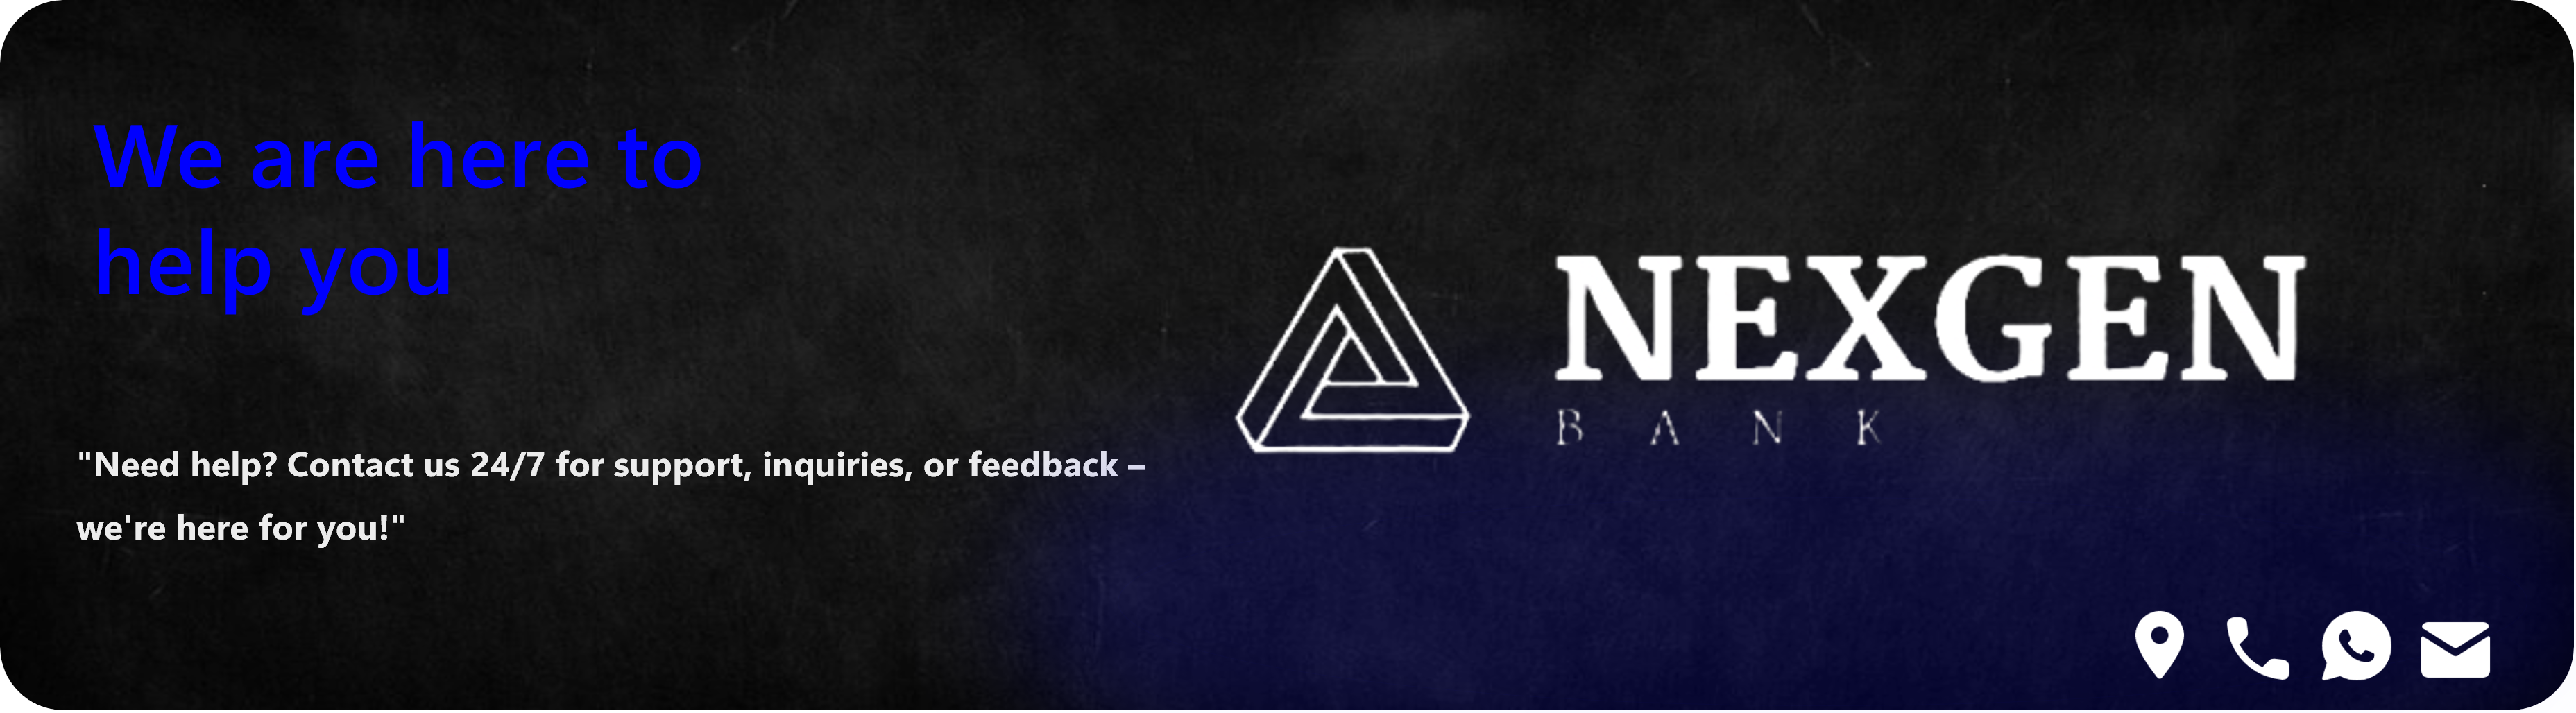 We are here to
help you
"Need help? Contact us 24/7 for support, inquiries, or feedback –
we're here for you!"
NEXGEN
BANK